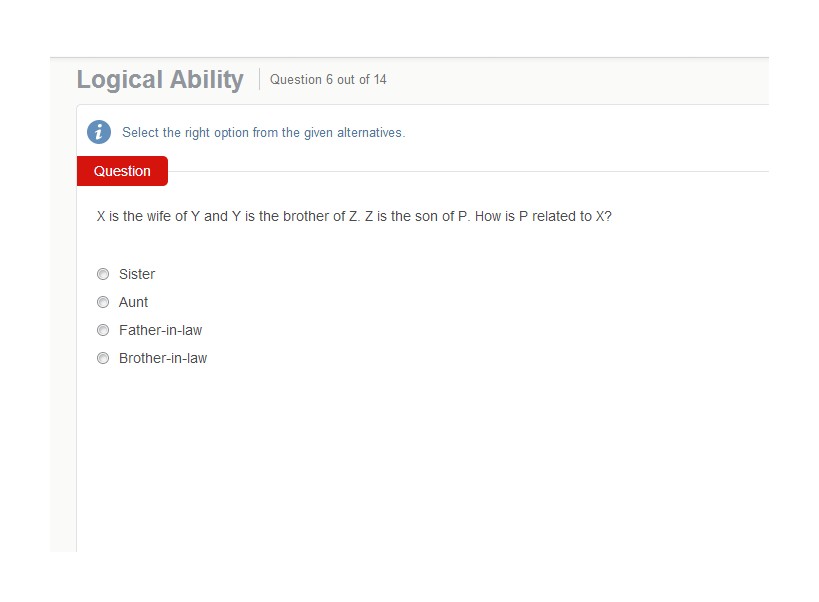 Logical Ability
Question 6 out of 14
i
Select the right option from the given alternatives.
Question
X is the wife of Y and Y is the brother of Z. Z is the son of P. How is P related to X?
Sister
Aunt
Father-in-law
Brother-in-law